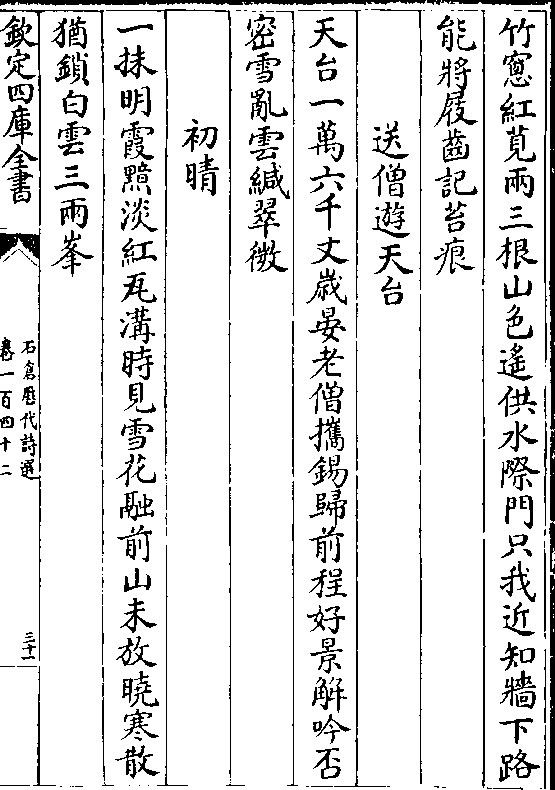 竹窻紅莧兩三根山色遙供水際門只我近知牆下路
能將屐齒記苔痕
送僧遊天台
天台一萬六千丈歲晏老僧攜錫歸前程好景解吟否
密雪亂雲緘翠微
初晴
一抹明霞黯淡紅瓦溝時見雪花融前山未放曉寒散
猶鎖白雲三兩峯
欽定四庫全書
石倉歷代詩選
卷一百四十二
三十一